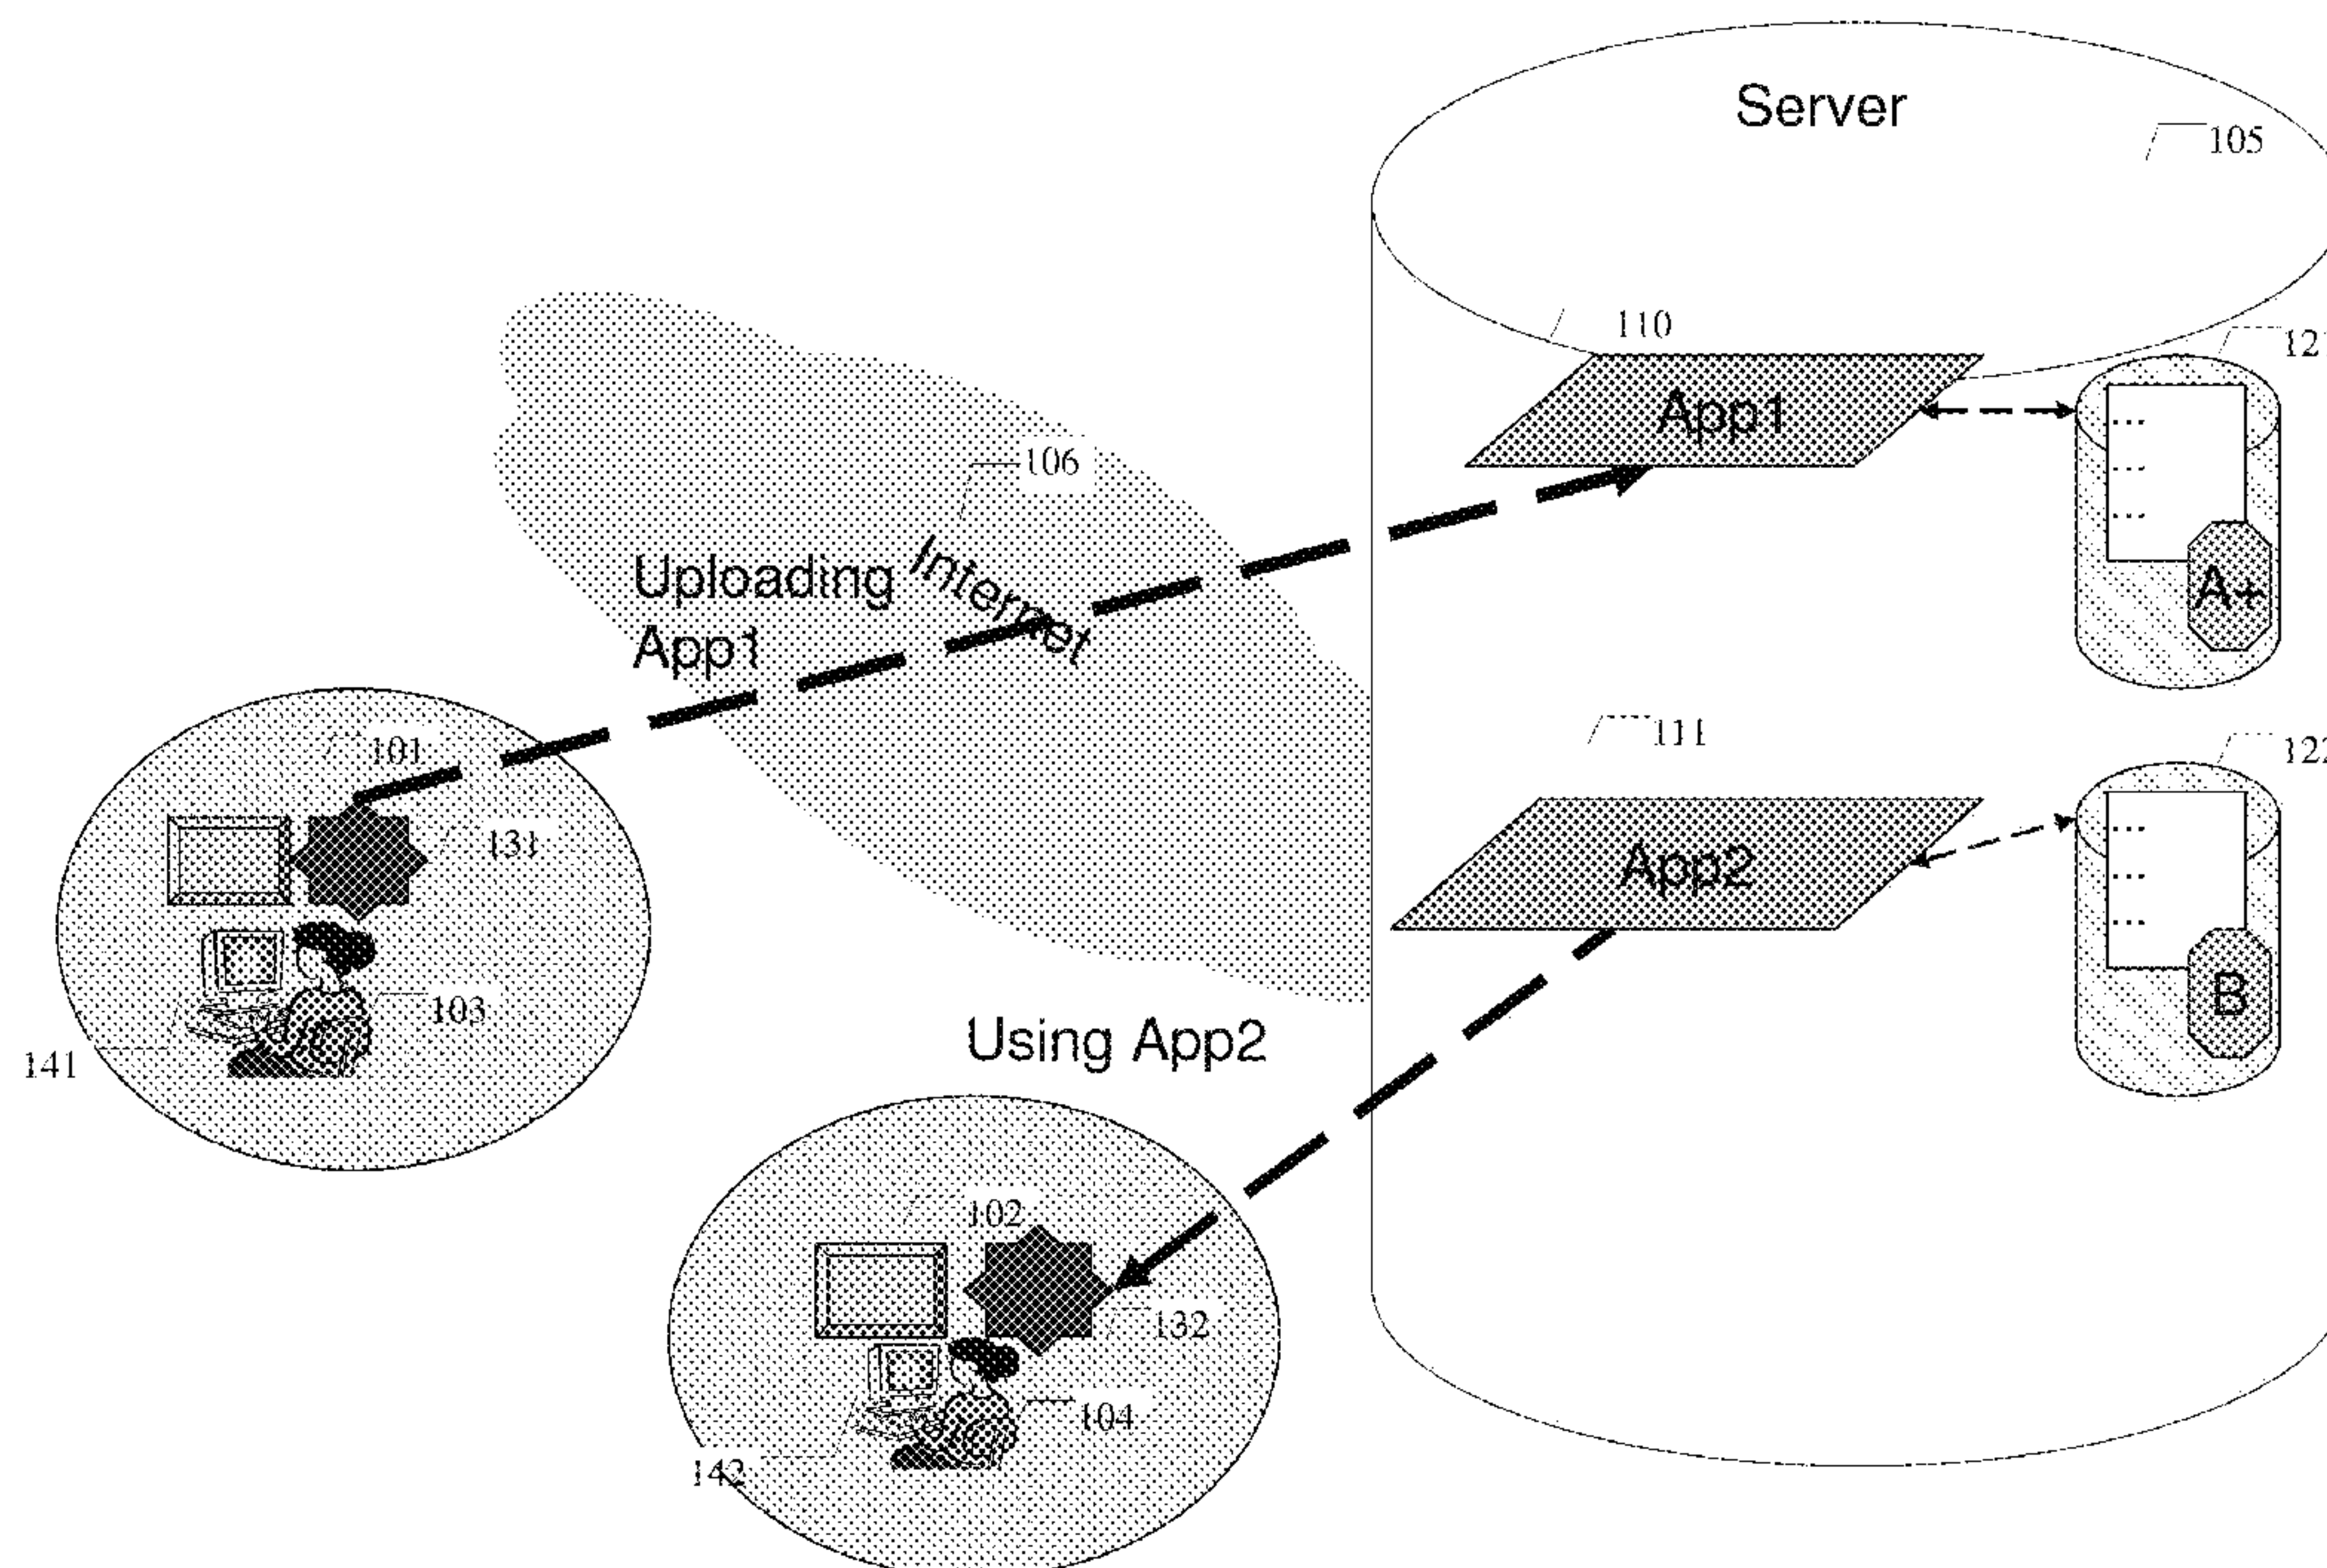 Server
105
110
121
App1
...
...
...
A+
106
Internet
Uploading
App1
111
122
App2
...
...
...
B
101
131
103
141
Using App2
102
132
104
142